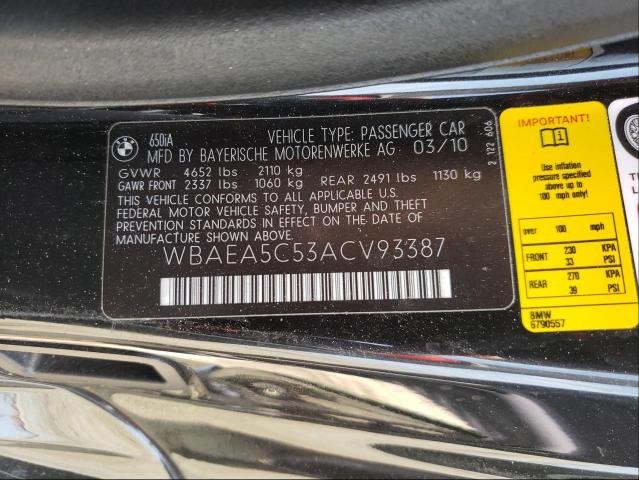 BMW
650iA
VEHICLE TYPE: PASSENGER CAR
MFD BY BAYERISCHE MOTORENWERKE AG 03/10
GVWR 4652 lbs 2110 kg
GAWR FRONT 2337 lbs 1060 kg REAR 2491 lbs 1130 kg
THIS VEHICLE CONFORMS TO ALL APPLICABLE U.S.
FEDERAL MOTOR VEHICLE SAFETY, BUMPER AND THEFT
PREVENTION STANDARDS IN EFFECT ON THE DATE OF
MANUFACTURE SHOWN ABOVE.
WBAEA5C53ACV93387
2 122 606
IMPORTANT
Use inflation
pressure specified
above up to
100 mph only!
over 100 mph
FRONT 230 KPA
33 PSI
REAR 270 KPA
39 PSI
BMW
6790557